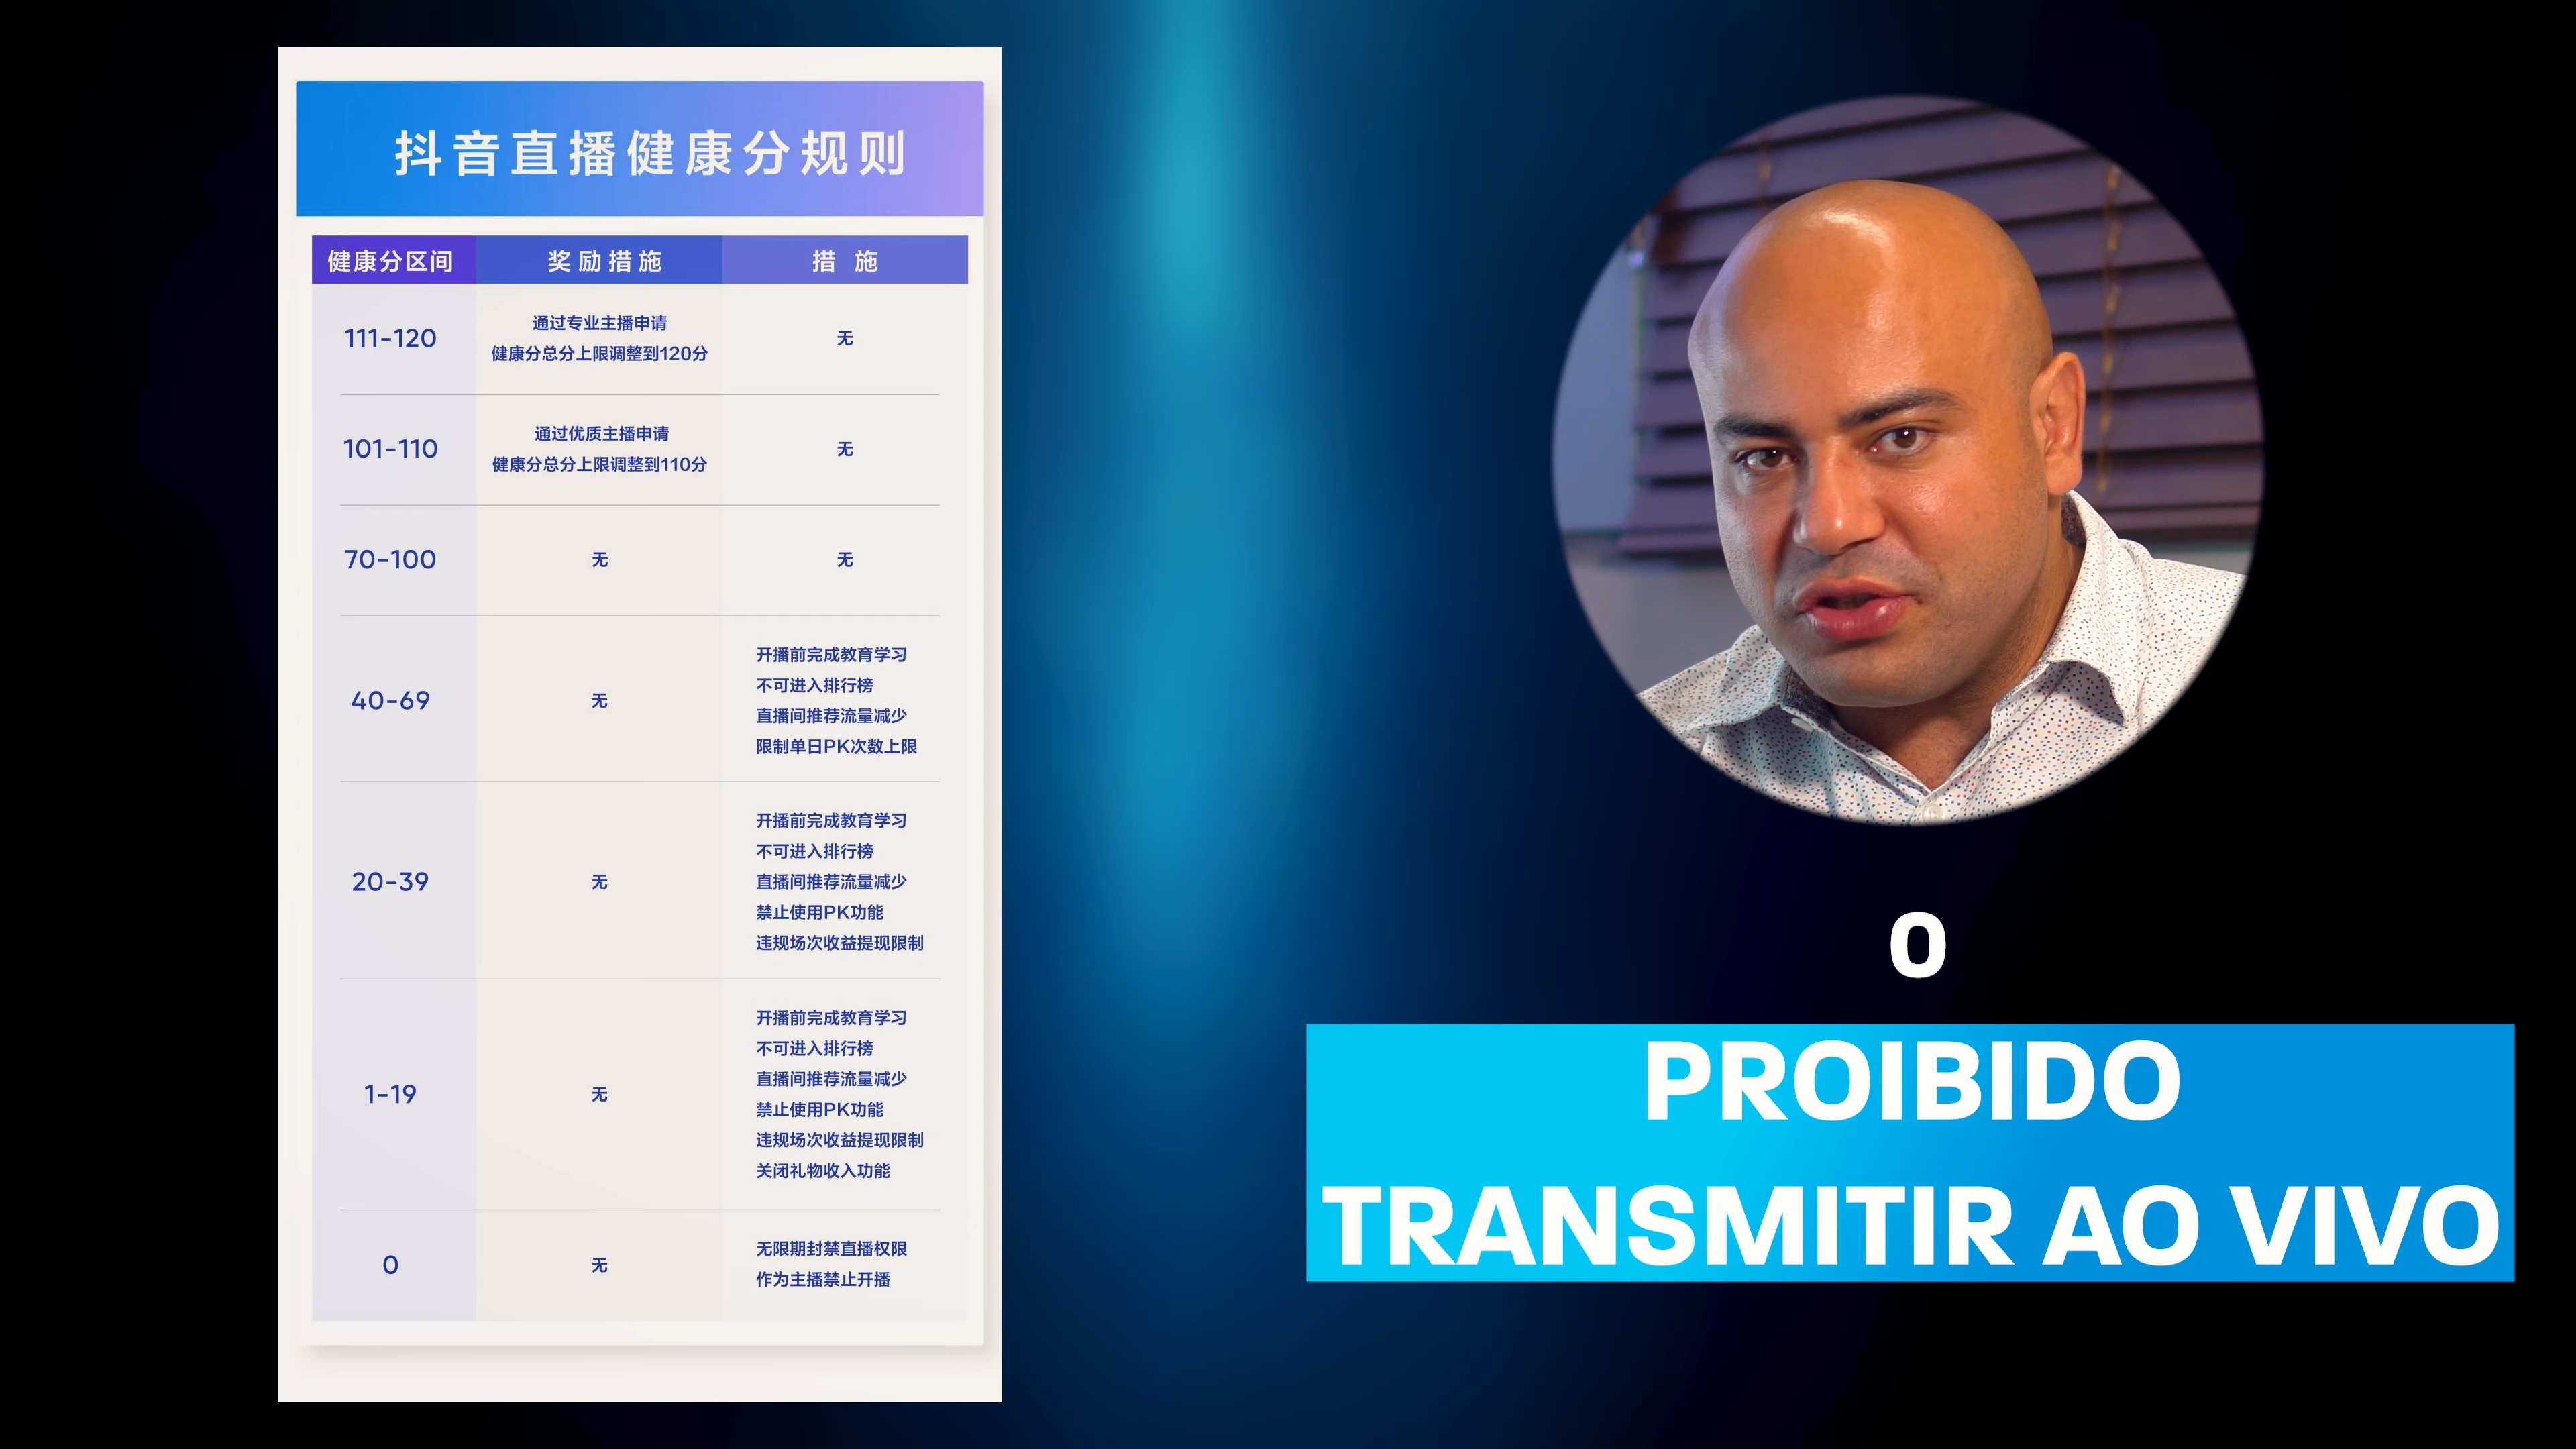 抖音直播健康分规则
健康分区间 奖励措施 措施
111-120
通过专业主播申请
健康分总分上限调整到120分
无
101-110
通过优质主播申请
健康分总分上限调整到110分
无
70-100
无
无
40-69
无
开播前完成教育学习
不可进入排行榜
直播间推荐流量减少
限制单日PK次数上限
20-39
无
开播前完成教育学习
不可进入排行榜
直播间推荐流量减少
禁止使用PK功能
违规场次收益提现限制
1-19
无
开播前完成教育学习
不可进入排行榜
直播间推荐流量减少
禁止使用PK功能
违规场次收益提现限制
关闭礼物收入功能
0
无
无限期封禁直播权限
作为主播禁止开播
0
PROIBIDO
TRANSMITIR AO VIVO